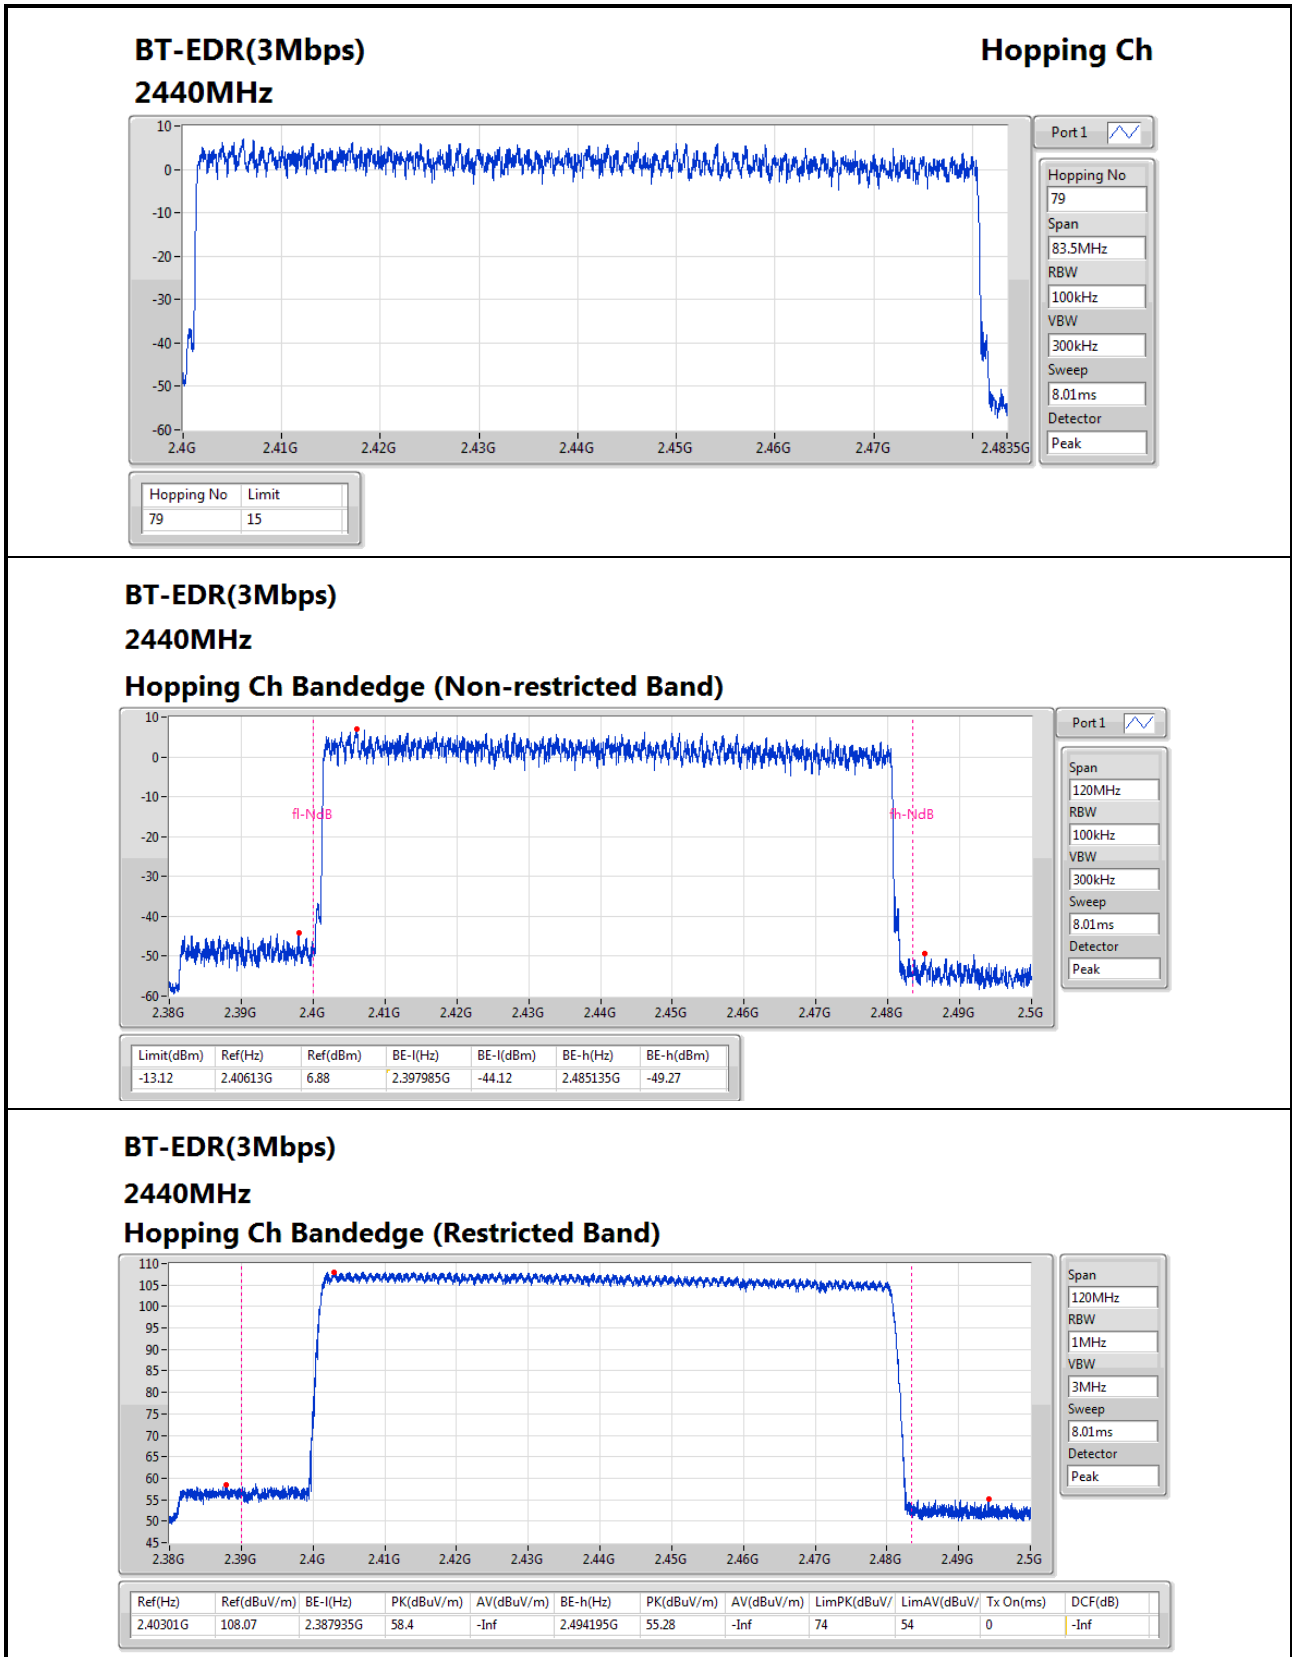 BT-EDR(3Mbps) Hopping Ch
2440MHz
Port 1
10
0
-10
-20
-30
-40
-50
-60
2.4G 2.41G 2.42G 2.43G 2.44G 2.45G 2.46G 2.47G 2.4835G
Hopping No
79
Span
83.5MHz
RBW
100kHz
VBW
300kHz
Sweep
8.01ms
Detector
Peak
Hopping No Limit
79 15
BT-EDR(3Mbps)
2440MHz
Hopping Ch Bandedge (Non-restricted Band)
Port 1
10
0
-10
-20
-30
-40
-50
-60
fl-NdB fh-NdB
2.38G 2.39G 2.4G 2.41G 2.42G 2.43G 2.44G 2.45G 2.46G 2.47G 2.48G 2.49G 2.5G
Span
120MHz
RBW
100kHz
VBW
300kHz
Sweep
8.01ms
Detector
Peak
Limit(dBm) Ref(Hz) Ref(dBm) BE-l(Hz) BE-l(dBm) BE-h(Hz) BE-h(dBm)
-13.12 2.40613G 6.88 2.397985G -44.12 2.485135G -49.27
BT-EDR(3Mbps)
2440MHz
Hopping Ch Bandedge (Restricted Band)
110
105
100
95
90
85
80
75
70
65
60
55
50
45
2.38G 2.39G 2.4G 2.41G 2.42G 2.43G 2.44G 2.45G 2.46G 2.47G 2.48G 2.49G 2.5G
Span
120MHz
RBW
1MHz
VBW
3MHz
Sweep
8.01ms
Detector
Peak
Ref(Hz) Ref(dBuV/m) BE-l(Hz) PK(dBuV/m) AV(dBuV/m) BE-h(Hz) PK(dBuV/m) AV(dBuV/m) LimPK(dBuV/ LimAV(dBuV/ Tx On(ms) DCF(dB)
2.40301G 108.07 2.387935G 58.4 -Inf 2.494195G 55.28 -Inf 74 54 0 -Inf